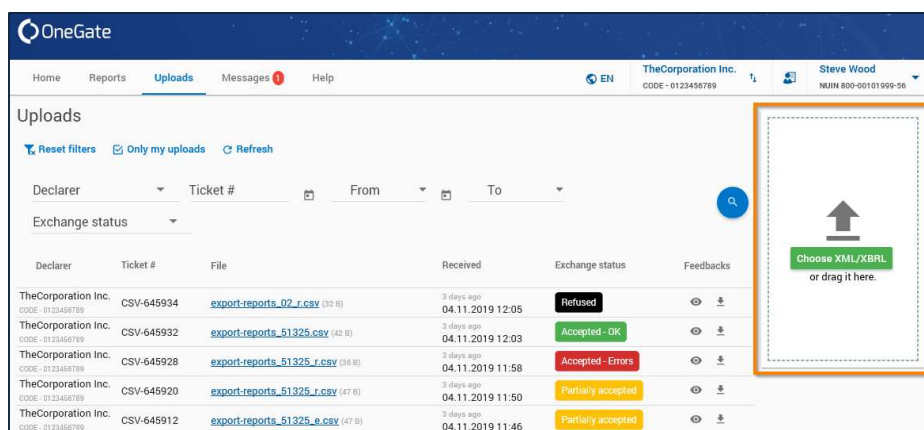 OneGate
Home Reports Uploads Messages 1 Help EN TheCorporation Inc. CODE - 0123456789 Steve Wood NUIN 800-00101999-56
Uploads
Reset filters Only my uploads Refresh
Declarer Ticket # From To
Exchange status
Choose XML/XBRL
or drag it here.
Declarer Ticket # File Received Exchange status Feedbacks
TheCorporation Inc. CODE - 0123456789 CSV-645934 export-reports_02_r.csv (32 B) 3 days ago 04.11.2019 12:05 Refused
TheCorporation Inc. CODE - 0123456789 CSV-645932 export-reports_51325.csv (42 B) 3 days ago 04.11.2019 12:03 Accepted - OK
TheCorporation Inc. CODE - 0123456789 CSV-645928 export-reports_51325_r.csv (36 B) 3 days ago 04.11.2019 11:58 Accepted - Errors
TheCorporation Inc. CODE - 0123456789 CSV-645920 export-reports_51325_r.csv (47 B) 3 days ago 04.11.2019 11:50 Partially accepted
TheCorporation Inc. CODE - 0123456789 CSV-645912 export-reports_51325_e.csv (47 B) 3 days ago 04.11.2019 11:46 Partially accepted